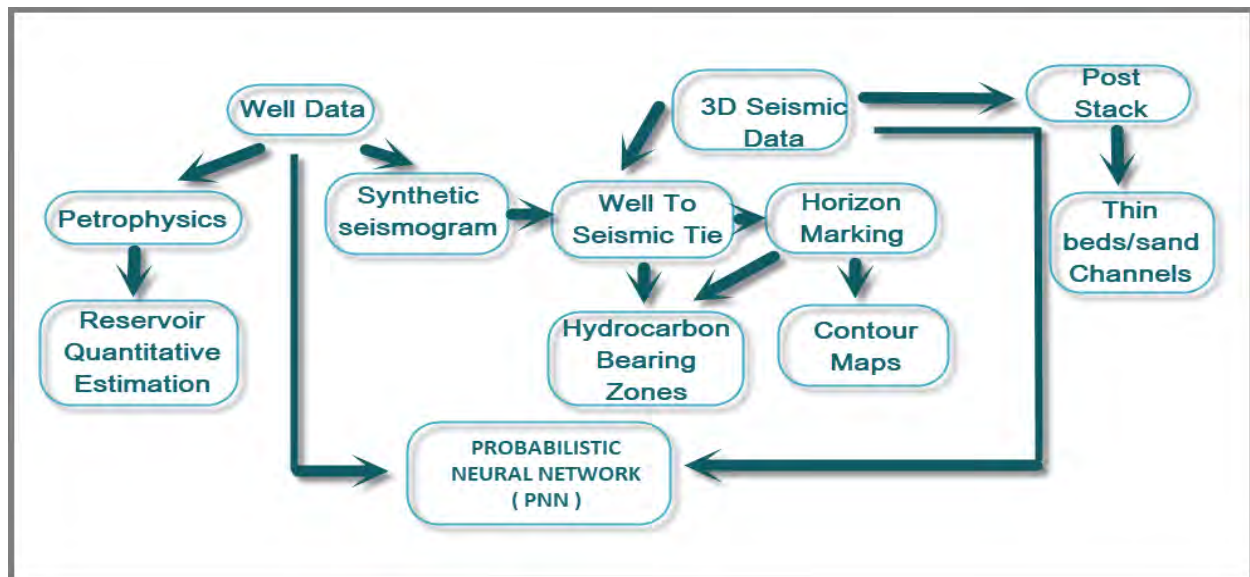 Well Data
3D Seismic
Data
Post
Stack
Petrophysics
Synthetic
seismogram
Well To
Seismic Tie
Horizon
Marking
Thin
beds/sand
Channels
Reservoir
Quantitative
Estimation
Hydrocarbon
Bearing
Zones
Contour
Maps
PROBABILISTIC
NEURAL NETWORK
( PNN )